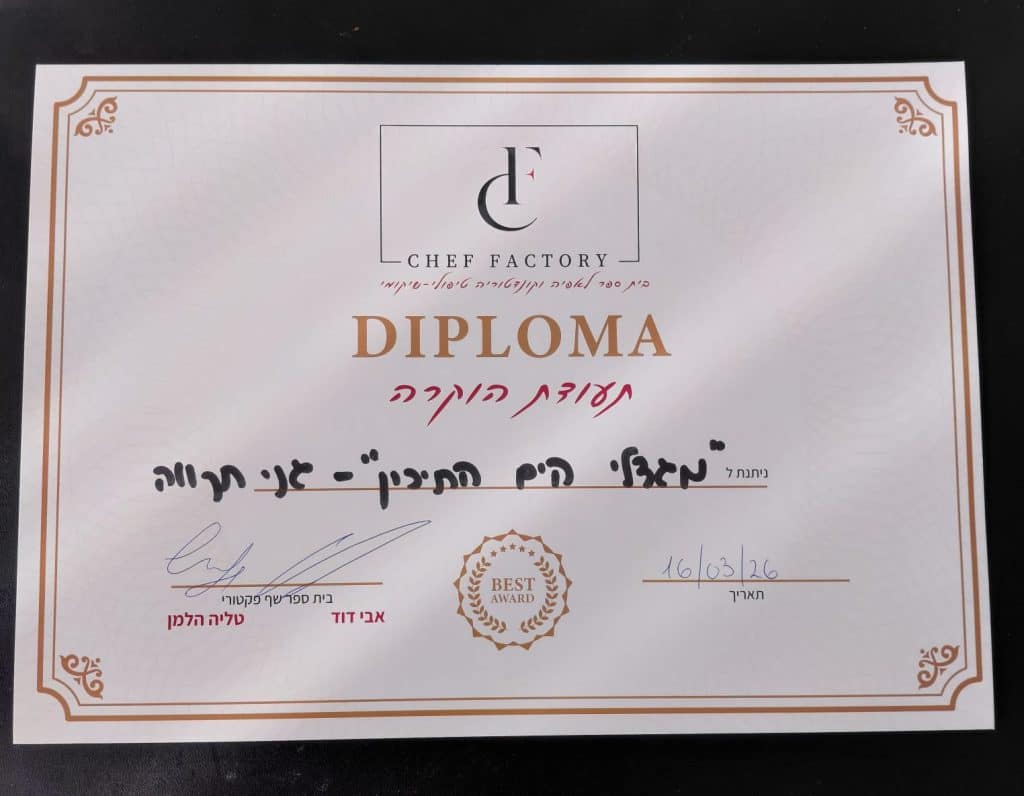 CF
CHEF FACTORY
בית ספר לאפיה וקונדטוריה טיפולי-שיקומי
DIPLOMA
תעודת הוקרה
ניתנת ל "מגדלי הים התיכון" - גני תקווה
16/03/26
תאריך
BEST
AWARD
בית ספר שף פקטורי
אבי דוד טליה הלמן